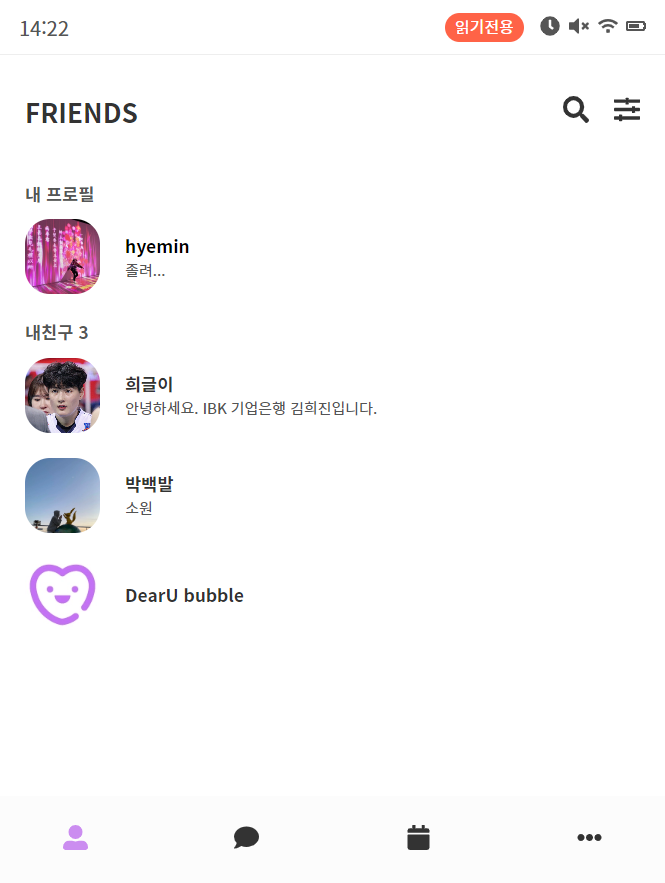 14:22
읽기전용
FRIENDS
내 프로필
hyemin
졸려...
내친구 3
희글이
안녕하세요. IBK 기업은행 김희진입니다.
박백발
소원
DearU bubble